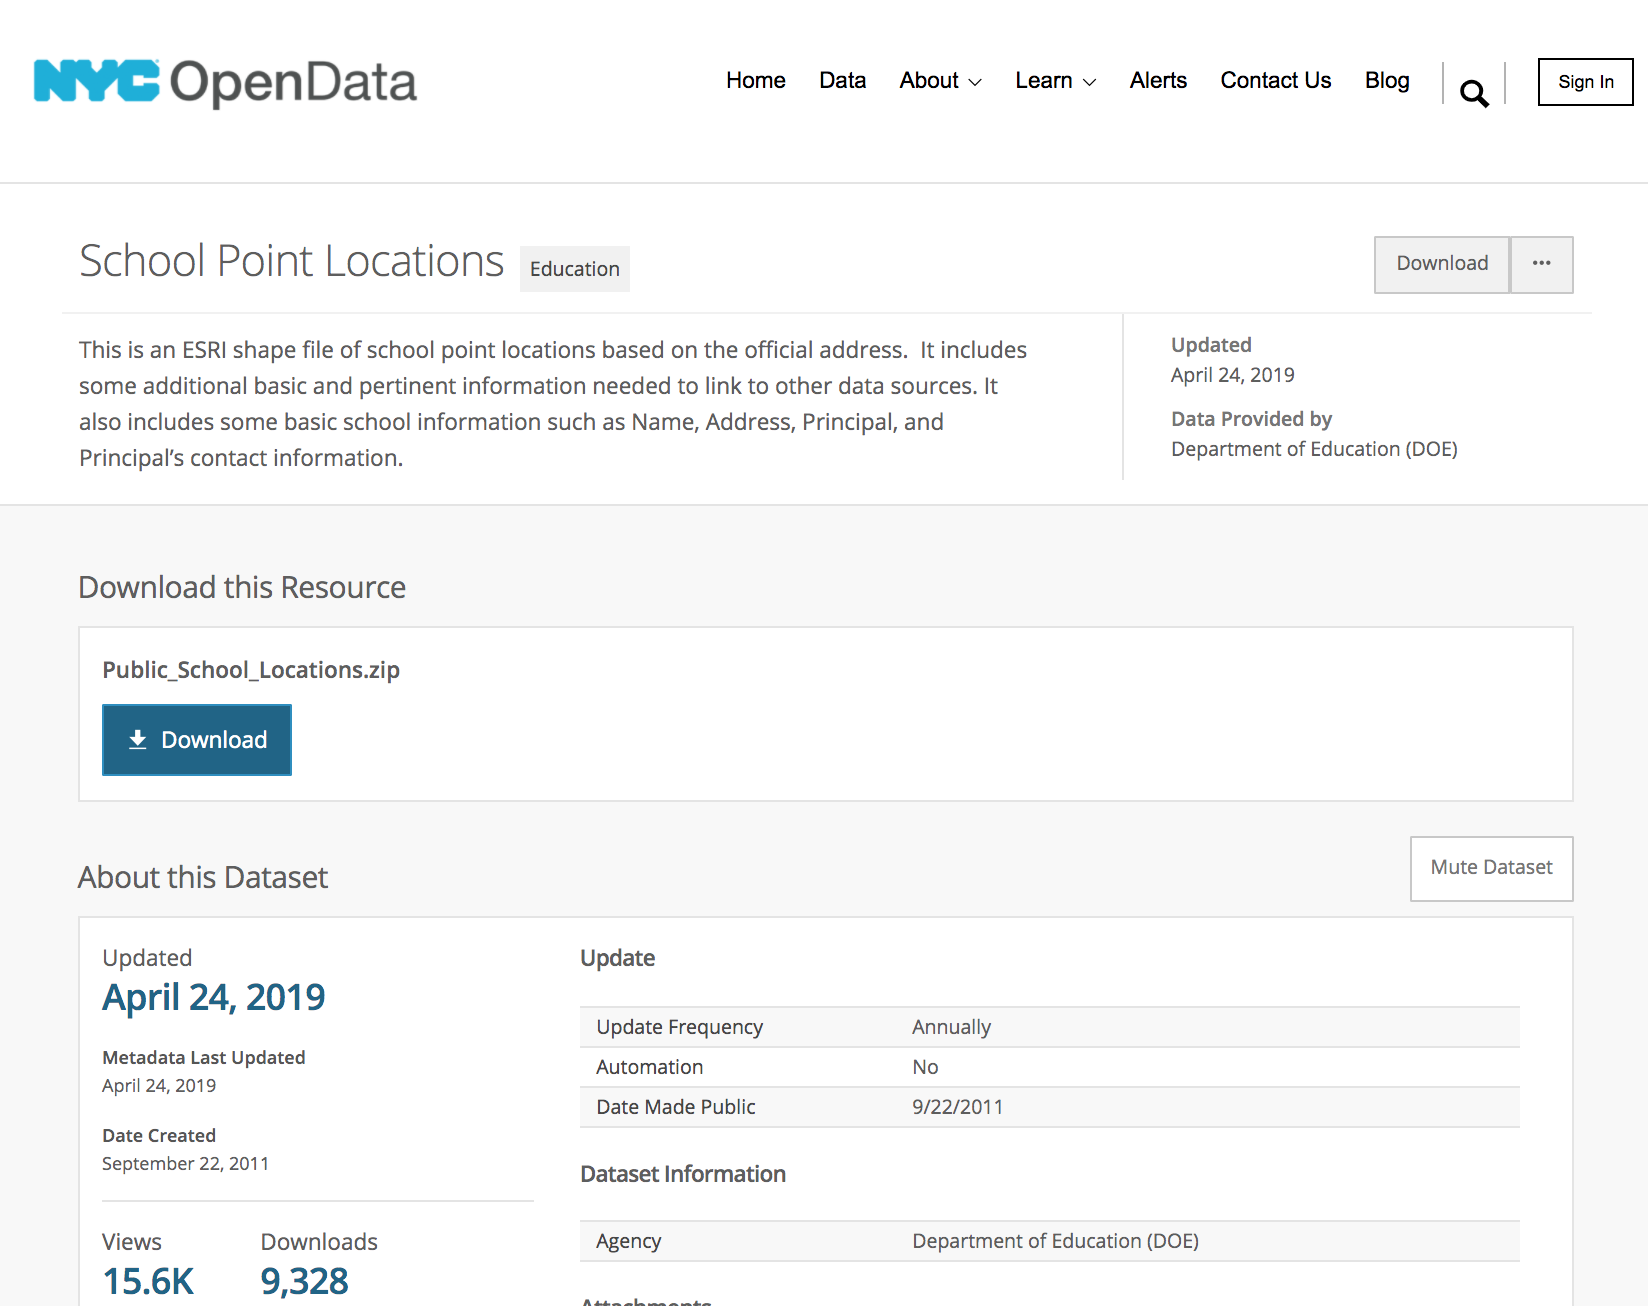 NYC OpenData
Home Data About Learn Alerts Contact Us Blog Sign In
School Point Locations Education
Download ...
This is an ESRI shape file of school point locations based on the official address. It includes
some additional basic and pertinent information needed to link to other data sources. It
also includes some basic school information such as Name, Address, Principal, and
Principal’s contact information.
Updated
April 24, 2019
Data Provided by
Department of Education (DOE)
Download this Resource
Public_School_Locations.zip
Download
About this Dataset
Mute Dataset
Updated
April 24, 2019
Metadata Last Updated
April 24, 2019
Date Created
September 22, 2011
Views Downloads
15.6K 9,328
Update
Update Frequency Annually
Automation No
Date Made Public 9/22/2011
Dataset Information
Agency Department of Education (DOE)
Attachments